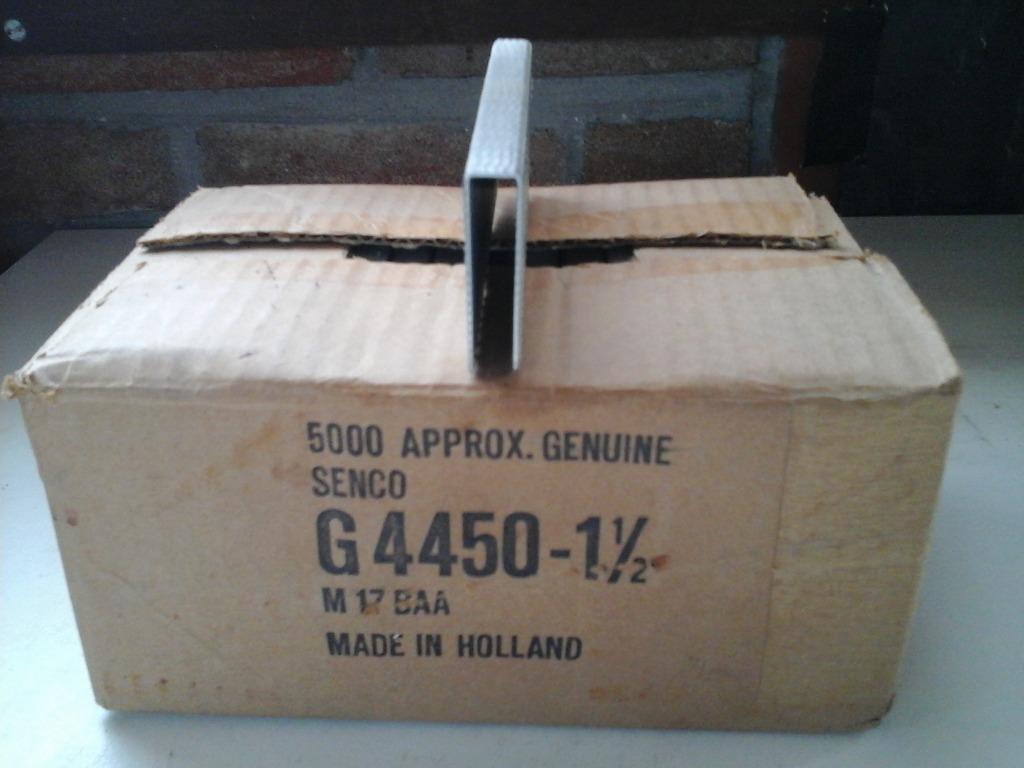 5000 APPROX. GENUINE
SENCO
G 4450-1½
M 17 BAA
MADE IN HOLLAND